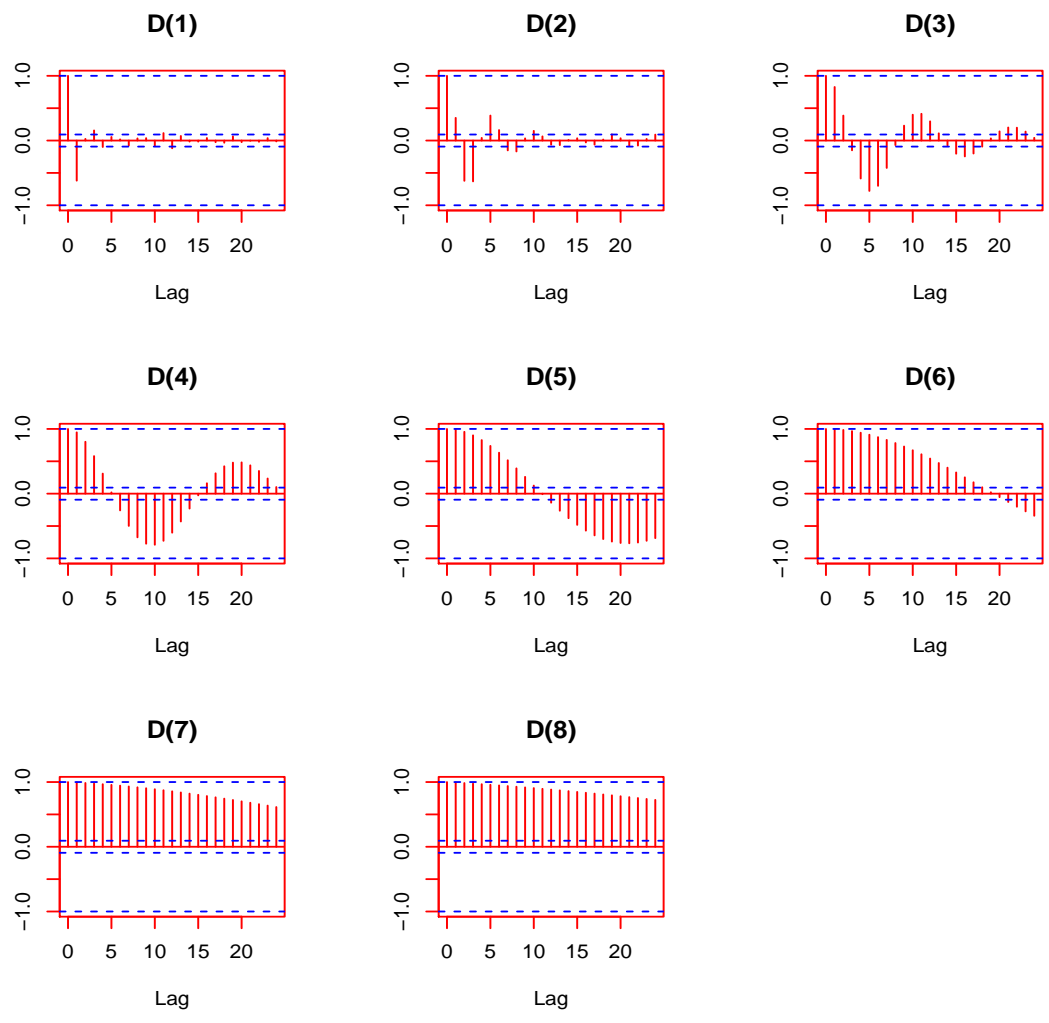 D(1) D(2) D(3)
1.0 1.0 1.0
0.0 0.0 0.0
−1.0 −1.0 −1.0
0 5 10 15 20 0 5 10 15 20 0 5 10 15 20
Lag Lag Lag
D(4) D(5) D(6)
1.0 1.0 1.0
0.0 0.0 0.0
−1.0 −1.0 −1.0
0 5 10 15 20 0 5 10 15 20 0 5 10 15 20
Lag Lag Lag
D(7) D(8)
1.0 1.0
0.0 0.0
−1.0 −1.0
0 5 10 15 20 0 5 10 15 20
Lag Lag